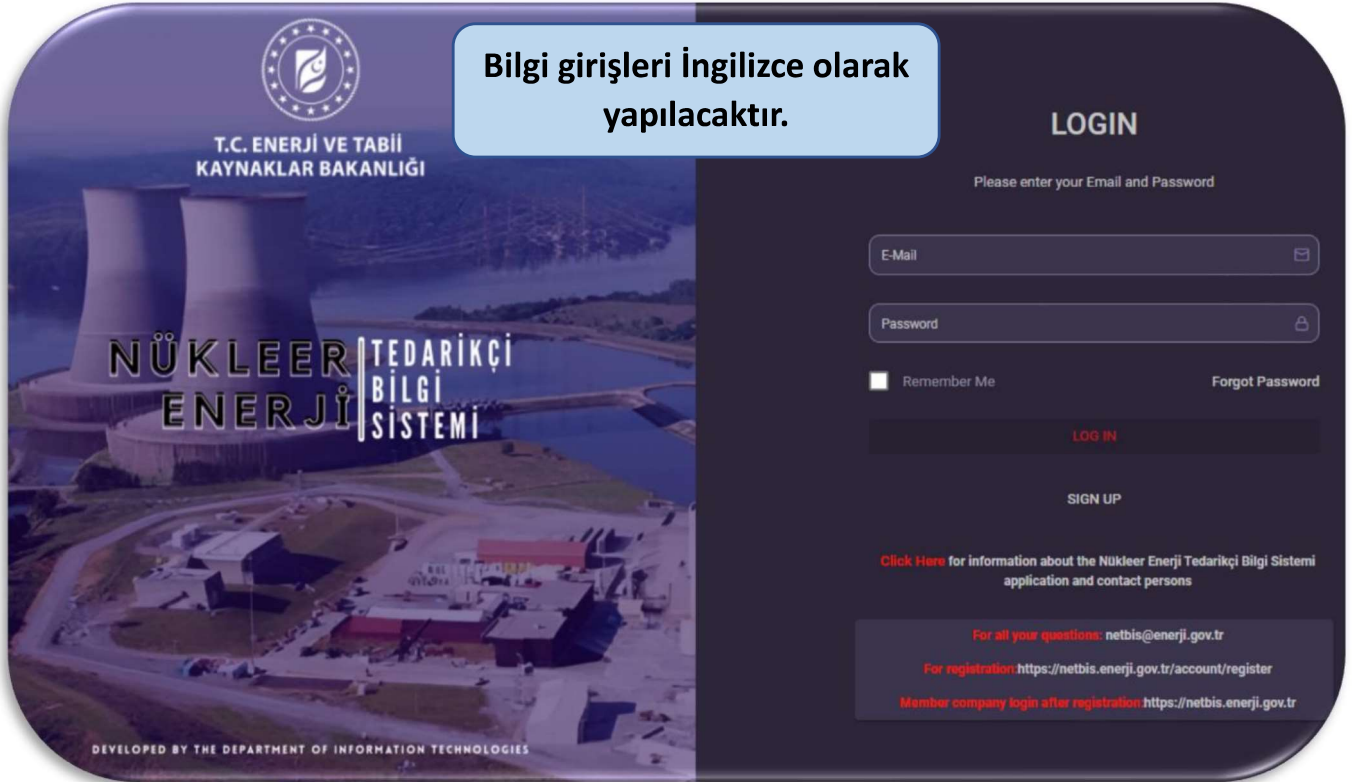 Bilgi girişleri İngilizce olarak
yapılacaktır.
T.C. ENERJİ VE TABİİ
KAYNAKLAR BAKANLIĞI
NÜKLEER
ENERJİ
TEDARİKÇİ
BİLGİ
SİSTEMİ
DEVELOPED BY THE DEPARTMENT OF INFORMATION TECHNOLOGIES
LOGIN
Please enter your Email and Password
E-Mail
Password
Remember Me
Forgot Password
LOG IN
SIGN UP
Click Here for information about the Nükleer Enerji Tedarikçi Bilgi Sistemi
application and contact persons
For all your questions: netbis@enerji.gov.tr
For registration:https://netbis.enerji.gov.tr/account/register
Member company login after registration:https://netbis.enerji.gov.tr